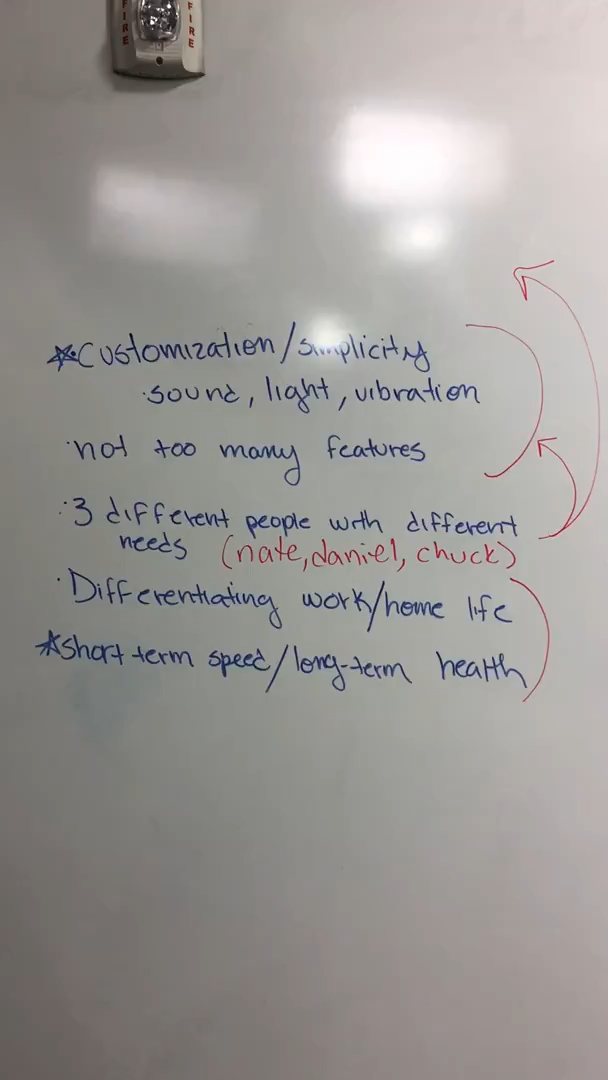 FIRE
FIRE
★Customization/simplicity
·sound, light, vibration
·not too many features
·3 different people with different
needs (nate, daniel, chuck)
·Differentiating work/home life
★short term speed/long-term health